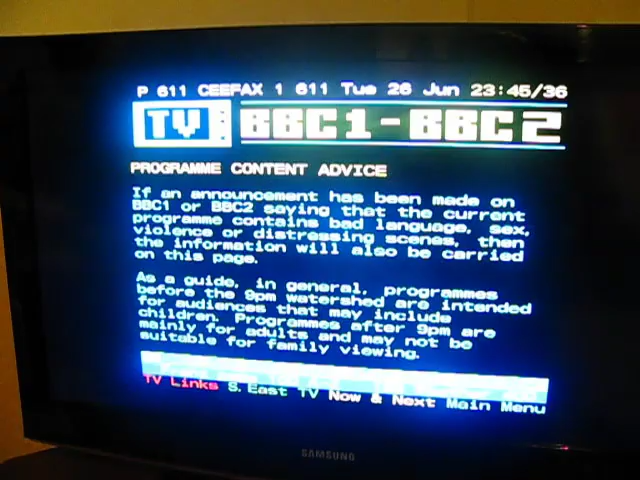 P 611 CEEFAX 1 611 Tue 26 Jun 23:45/36
TV BBC1-BBC2
PROGRAMME CONTENT ADVICE
If an announcement has been made on
BBC1 or BBC2 saying that the current
programme contains bad language, sex,
violence or distressing scenes, then
the information will also be carried
on this page.
As a guide, in general, programmes
before the 9pm watershed are intended
for audiences that may include
children. Programmes after 9pm are
mainly for adults and may not be
suitable for family viewing.
TV Links S.East TV Now & Next Main Menu
SAMSUNG